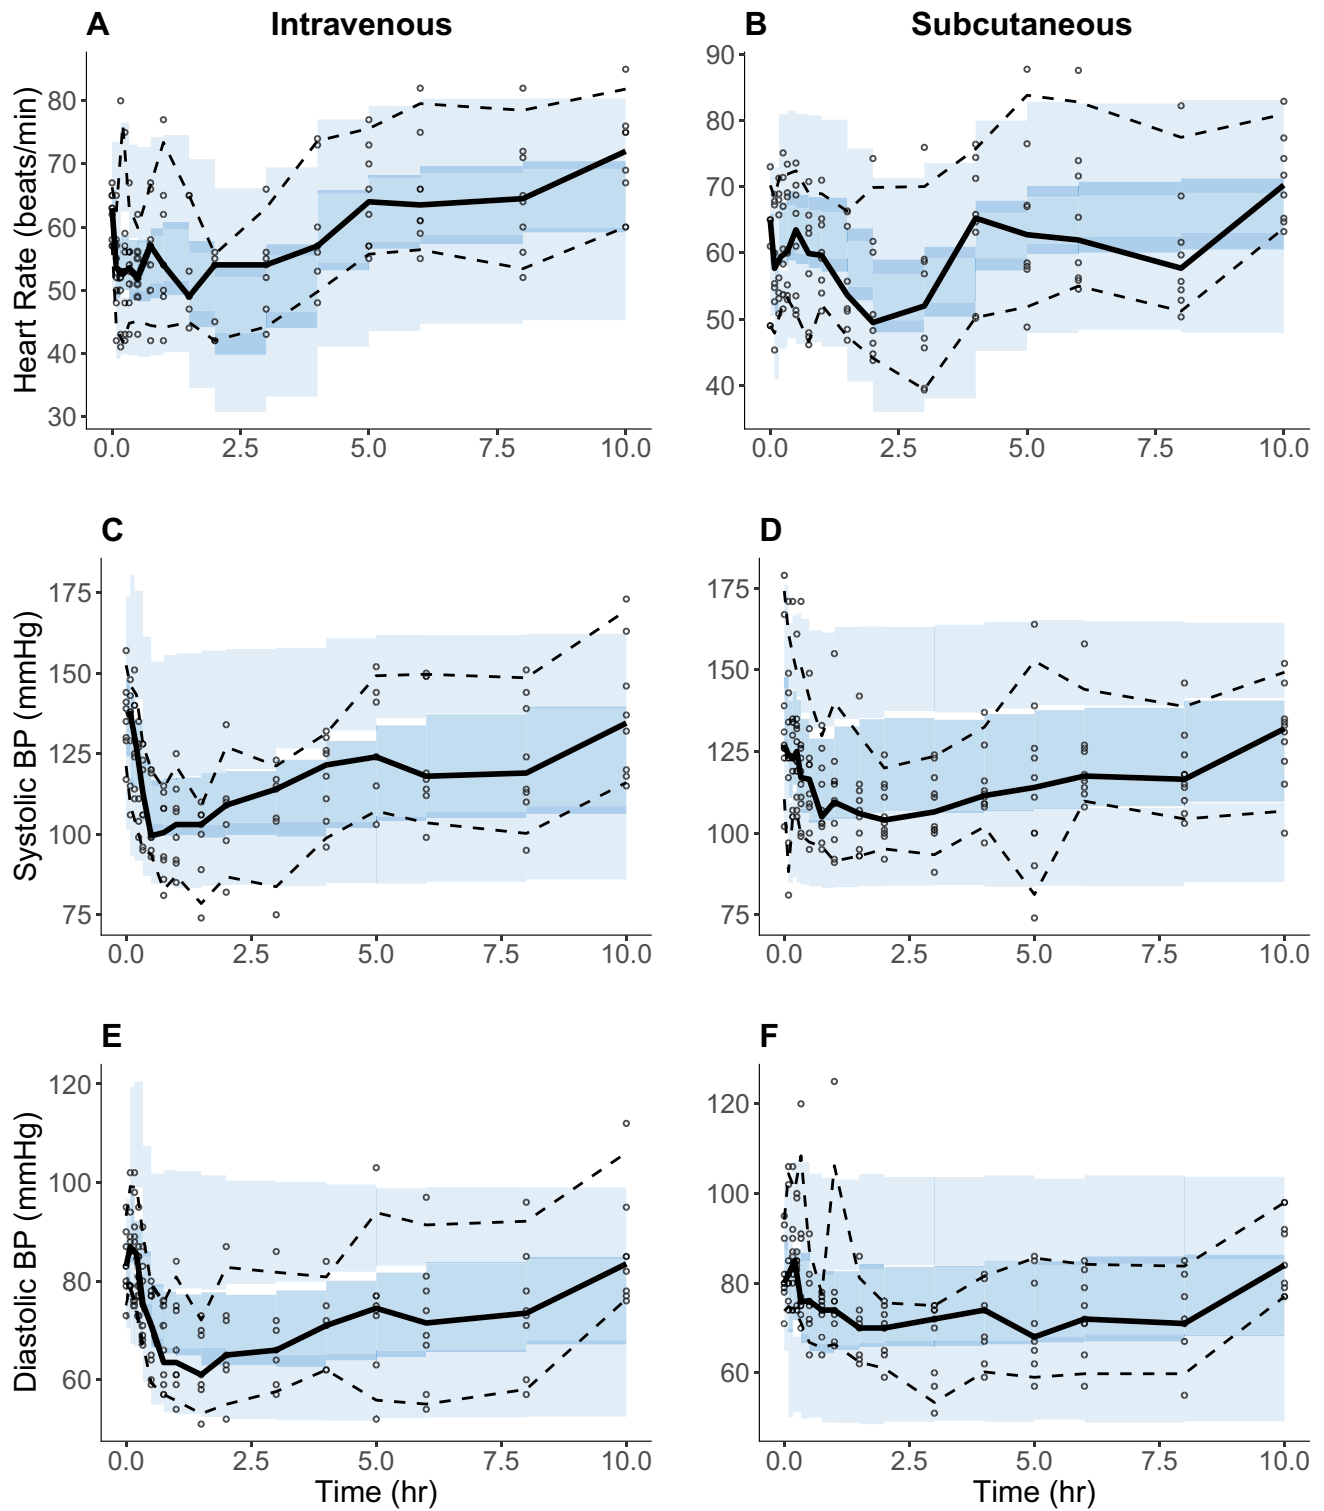 A Intravenous
B Subcutaneous
Heart Rate (beats/min)
80
70
60
50
40
30
0.0 2.5 5.0 7.5 10.0
90
80
70
60
50
40
0.0 2.5 5.0 7.5 10.0
C
D
Systolic BP (mmHg)
175
150
125
100
75
0.0 2.5 5.0 7.5 10.0
175
150
125
100
75
0.0 2.5 5.0 7.5 10.0
E
F
Diastolic BP (mmHg)
120
100
80
60
0.0 2.5 5.0 7.5 10.0
Time (hr)
120
100
80
60
0.0 2.5 5.0 7.5 10.0
Time (hr)